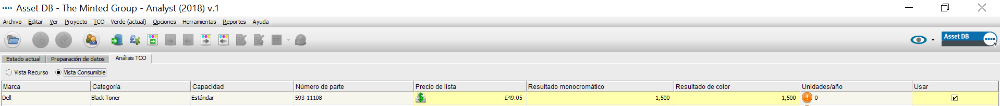 Asset DB - The Minted Group - Analyst (2018) v.1
Archivo Editar Ver Proyecto TCO Verde (actual) Opciones Herramientas Reportes Ayuda
Asset DB
Estado actual Preparación de datos Análisis TCO
Vista Recurso Vista Consumible
Marca Categoría Capacidad Número de parte Precio de lista Resultado monocromático Resultado de color Unidades/año Usar
Dell Black Toner Estándar 593-11108 £49.05 1,500 1,500 0